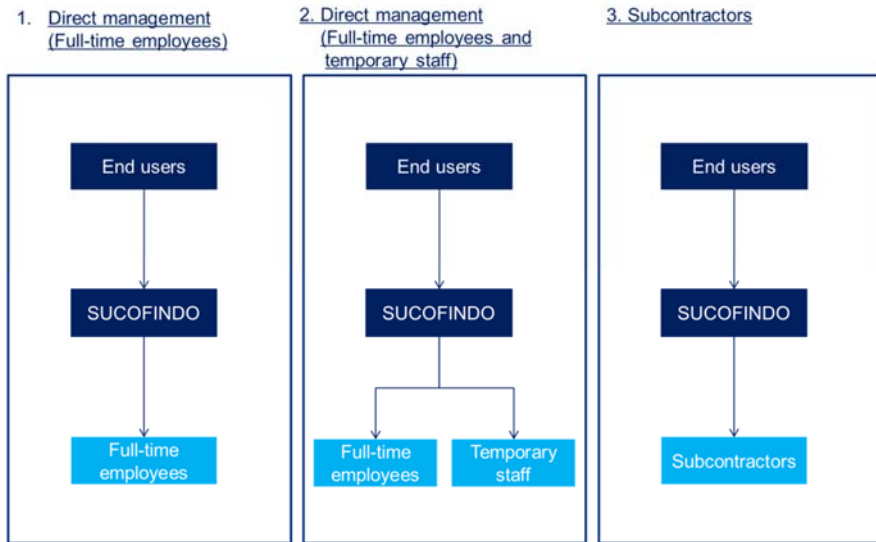 1. Direct management
(Full-time employees)
2. Direct management
(Full-time employees and
temporary staff)
3. Subcontractors
End users
SUCOFINDO
Full-time
employees
End users
SUCOFINDO
Full-time
employees
Temporary
staff
End users
SUCOFINDO
Subcontractors